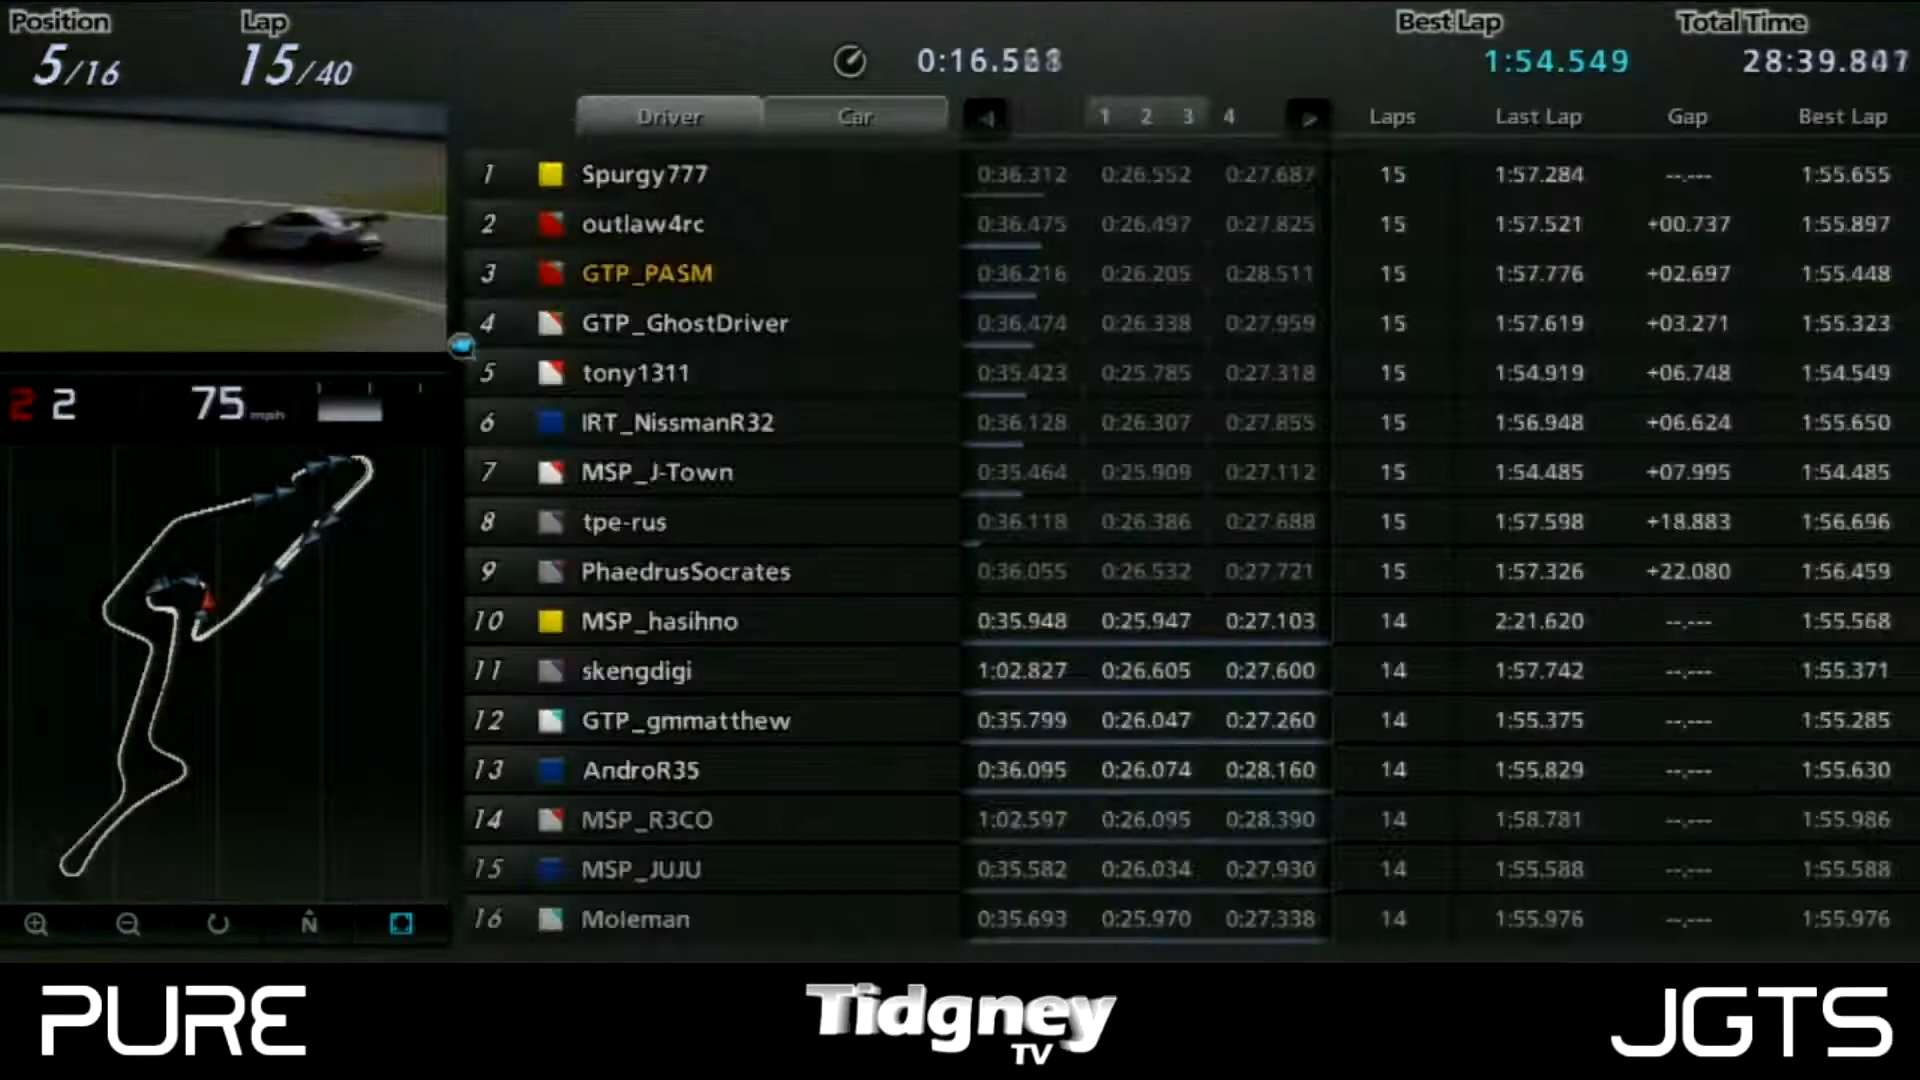 Position Lap Best Lap Total Time
5/16 15/40 0:16.5 1:54.549 28:39.8
Driver Car 1 2 3 4 Laps Last Lap Gap Best Lap
1 Spurgy777 0:36.312 0:26.552 0:27.687 15 1:57.284 --.--- 1:55.655
2 outlaw4rc 0:36.475 0:26.497 0:27.825 15 1:57.521 +00.737 1:55.897
3 GTP_PASM 0:36.216 0:26.205 0:28.511 15 1:57.776 +02.697 1:55.448
4 GTP_GhostDriver 0:36.474 0:26.338 0:27.959 15 1:57.619 +03.271 1:55.323
5 tony1311 0:35.423 0:25.785 0:27.318 15 1:54.919 +06.748 1:54.549
2 2 75 mph
6 IRT_NissmanR32 0:36.128 0:26.307 0:27.855 15 1:56.948 +06.624 1:55.650
7 MSP_J-Town 0:35.464 0:25.909 0:27.112 15 1:54.485 +07.995 1:54.485
8 tpe-rus 0:36.118 0:26.386 0:27.688 15 1:57.598 +18.883 1:56.696
9 PhaedrusSocrates 0:36.055 0:26.532 0:27.721 15 1:57.326 +22.080 1:56.459
10 MSP_hasihno 0:35.948 0:25.947 0:27.103 14 2:21.620 --.--- 1:55.568
11 skengdigi 1:02.827 0:26.605 0:27.600 14 1:57.742 --.--- 1:55.371
12 GTP_gmmatthew 0:35.799 0:26.047 0:27.260 14 1:55.375 --.--- 1:55.285
13 AndroR35 0:36.095 0:26.074 0:28.160 14 1:55.829 --.--- 1:55.630
14 MSP_R3CO 1:02.597 0:26.095 0:28.390 14 1:58.781 --.--- 1:55.986
15 MSP_JUJU 0:35.582 0:26.034 0:27.930 14 1:55.588 --.--- 1:55.588
16 Moleman 0:35.693 0:25.970 0:27.338 14 1:55.976 --.--- 1:55.976
N
PURE Tidgney TV JGTS